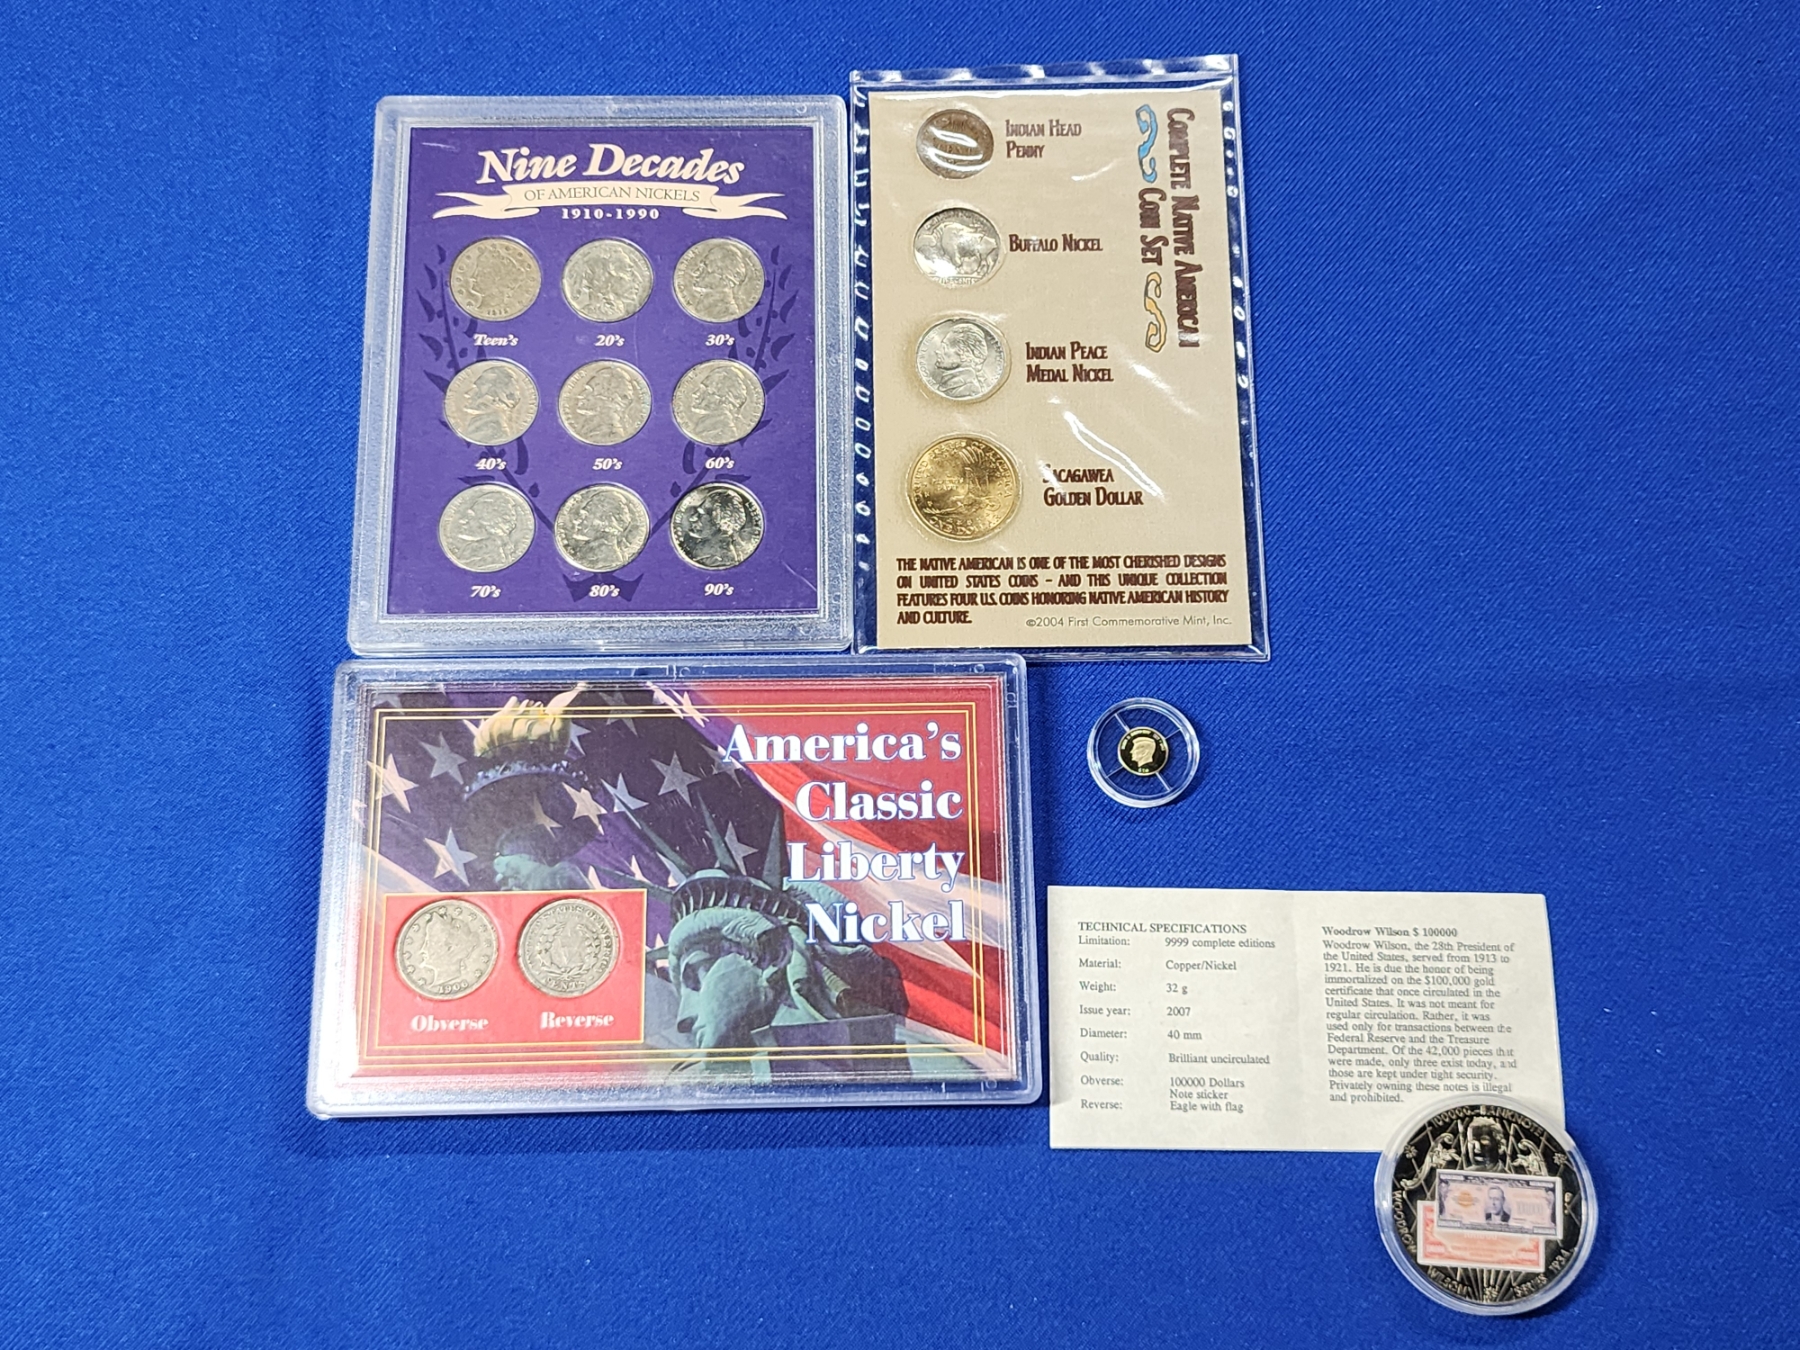 Nine Decades
OF AMERICAN NICKELS
1910-1990
Teen's
20's
30's
40's
50's
60's
70's
80's
90's
COMPLETE NATIVE AMERICAN
COIN SET
INDIAN HEAD
PENNY
BUFFALO NICKEL
INDIAN PEACE
MEDAL NICKEL
SACAGAWEA
GOLDEN DOLLAR
THE NATIVE AMERICAN IS ONE OF THE MOST CHERISHED DESIGNS
ON UNITED STATES COINS - AND THIS UNIQUE COLLECTION
FEATURES FOUR U.S. COINS HONORING NATIVE AMERICAN HISTORY
AND CULTURE.
©2004 First Commemorative Mint, Inc.
America's
Classic
Liberty
Nickel
1900
CENTS
Obverse
Reverse
TECHNICAL SPECIFICATIONS
Limitation: 9999 complete editions
Material: Copper/Nickel
Weight: 32 g
Issue year: 2007
Diameter: 40 mm
Quality: Brilliant uncirculated
Obverse: 100000 Dollars
Note sticker
Reverse: Eagle with flag
Woodrow Wilson $ 100000
Woodrow Wilson, the 28th President of
the United States, served from 1913 to
1921. He is due the honor of being
immortalized on the $100,000 gold
certificate that once circulated in the
United States. It was not meant for
regular circulation. Rather, it was
used only for transactions between the
Federal Reserve and the Treasure
Department. Of the 42,000 pieces that
were made, only three exist today, and
those are kept under tight security.
Privately owning these notes is illegal
and prohibited.
100000.- BANKNOTE
WOODROW WILSON
SERIES 1934